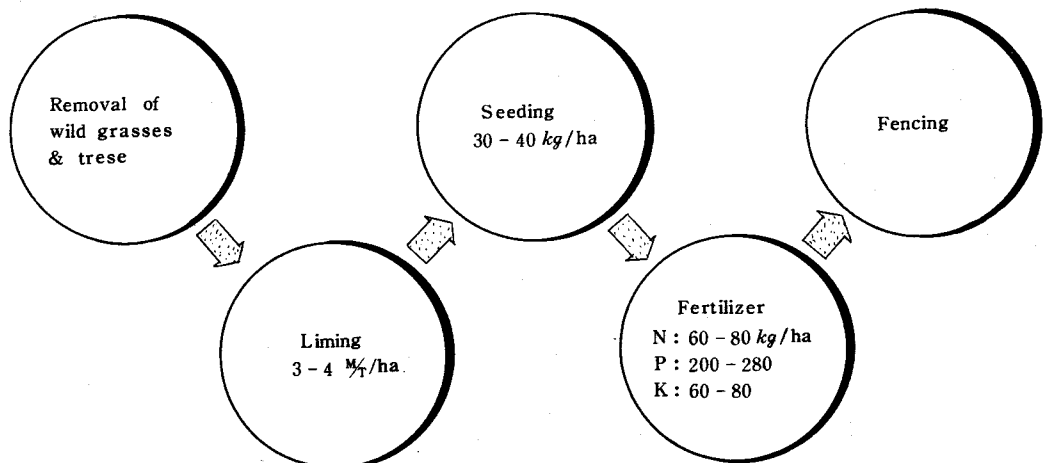 Removal of
wild grasses
& trese
Liming
3 - 4 M/T/ha
Seeding
30 - 40 kg/ha
Fertilizer
N : 60 - 80 kg/ha
P : 200 - 280
K : 60 - 80
Fencing